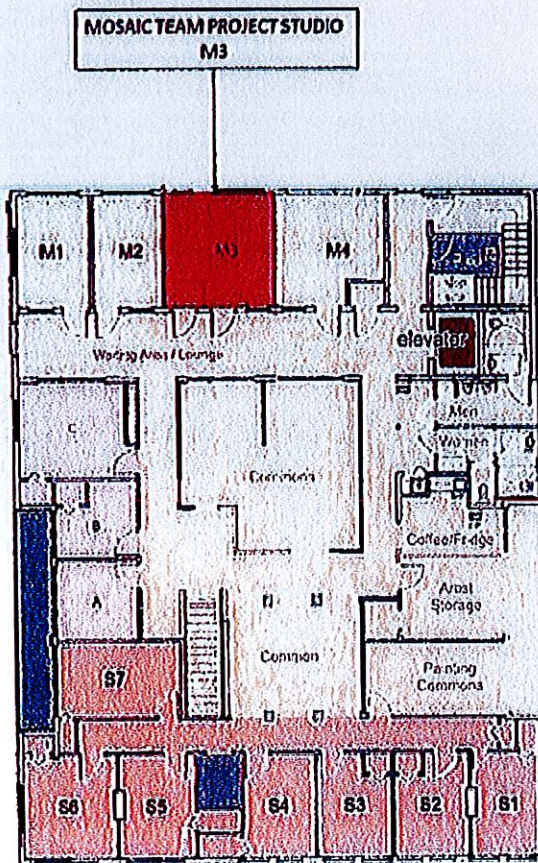 MOSAIC TEAM PROJECT STUDIO
M3
M1
M2
M3
M4
elevator
Waiting Area / Lounge
Men
Women
C
Commons
B
Coffee/Fridge
A
Artist
Storage
Common
S7
Painting
Commons
S6
S5
S4
S3
S2
S1